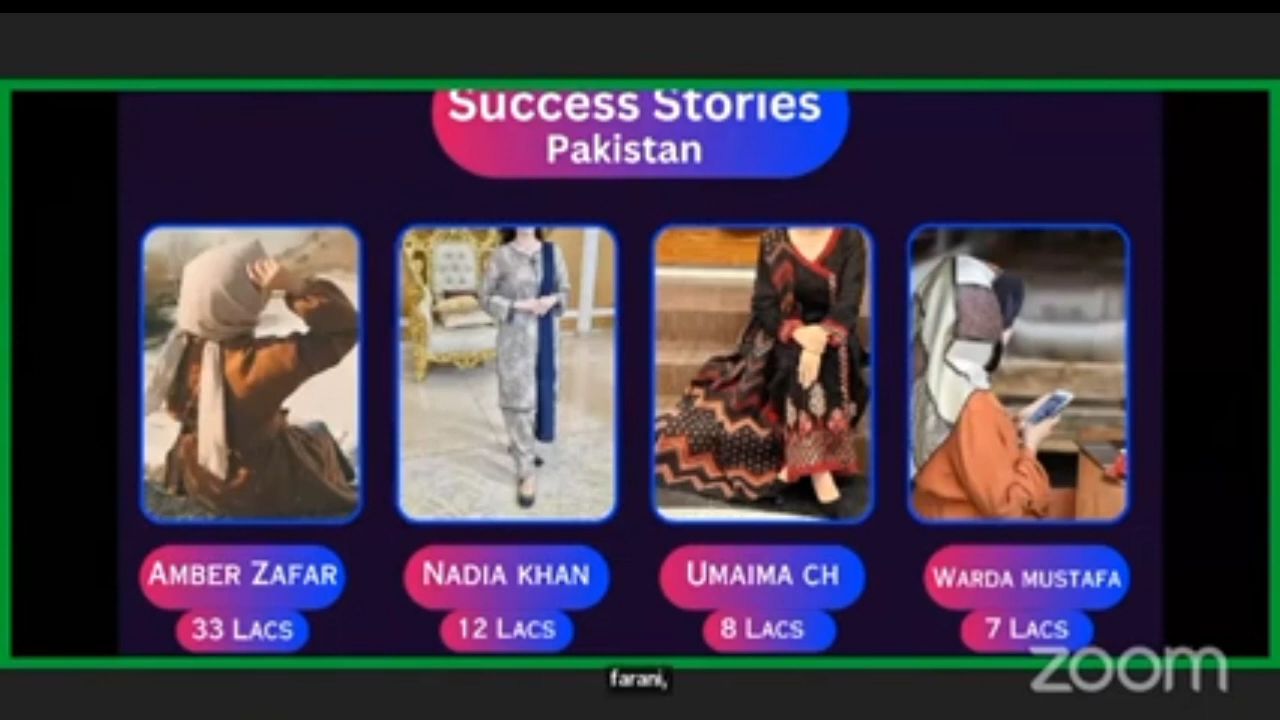 Success Stories
Pakistan
AMBER ZAFAR
NADIA KHAN
UMAIMA CH
WARDA MUSTAFA
33 LACS
12 LACS
8 LACS
7 LACS
zoom
farani,